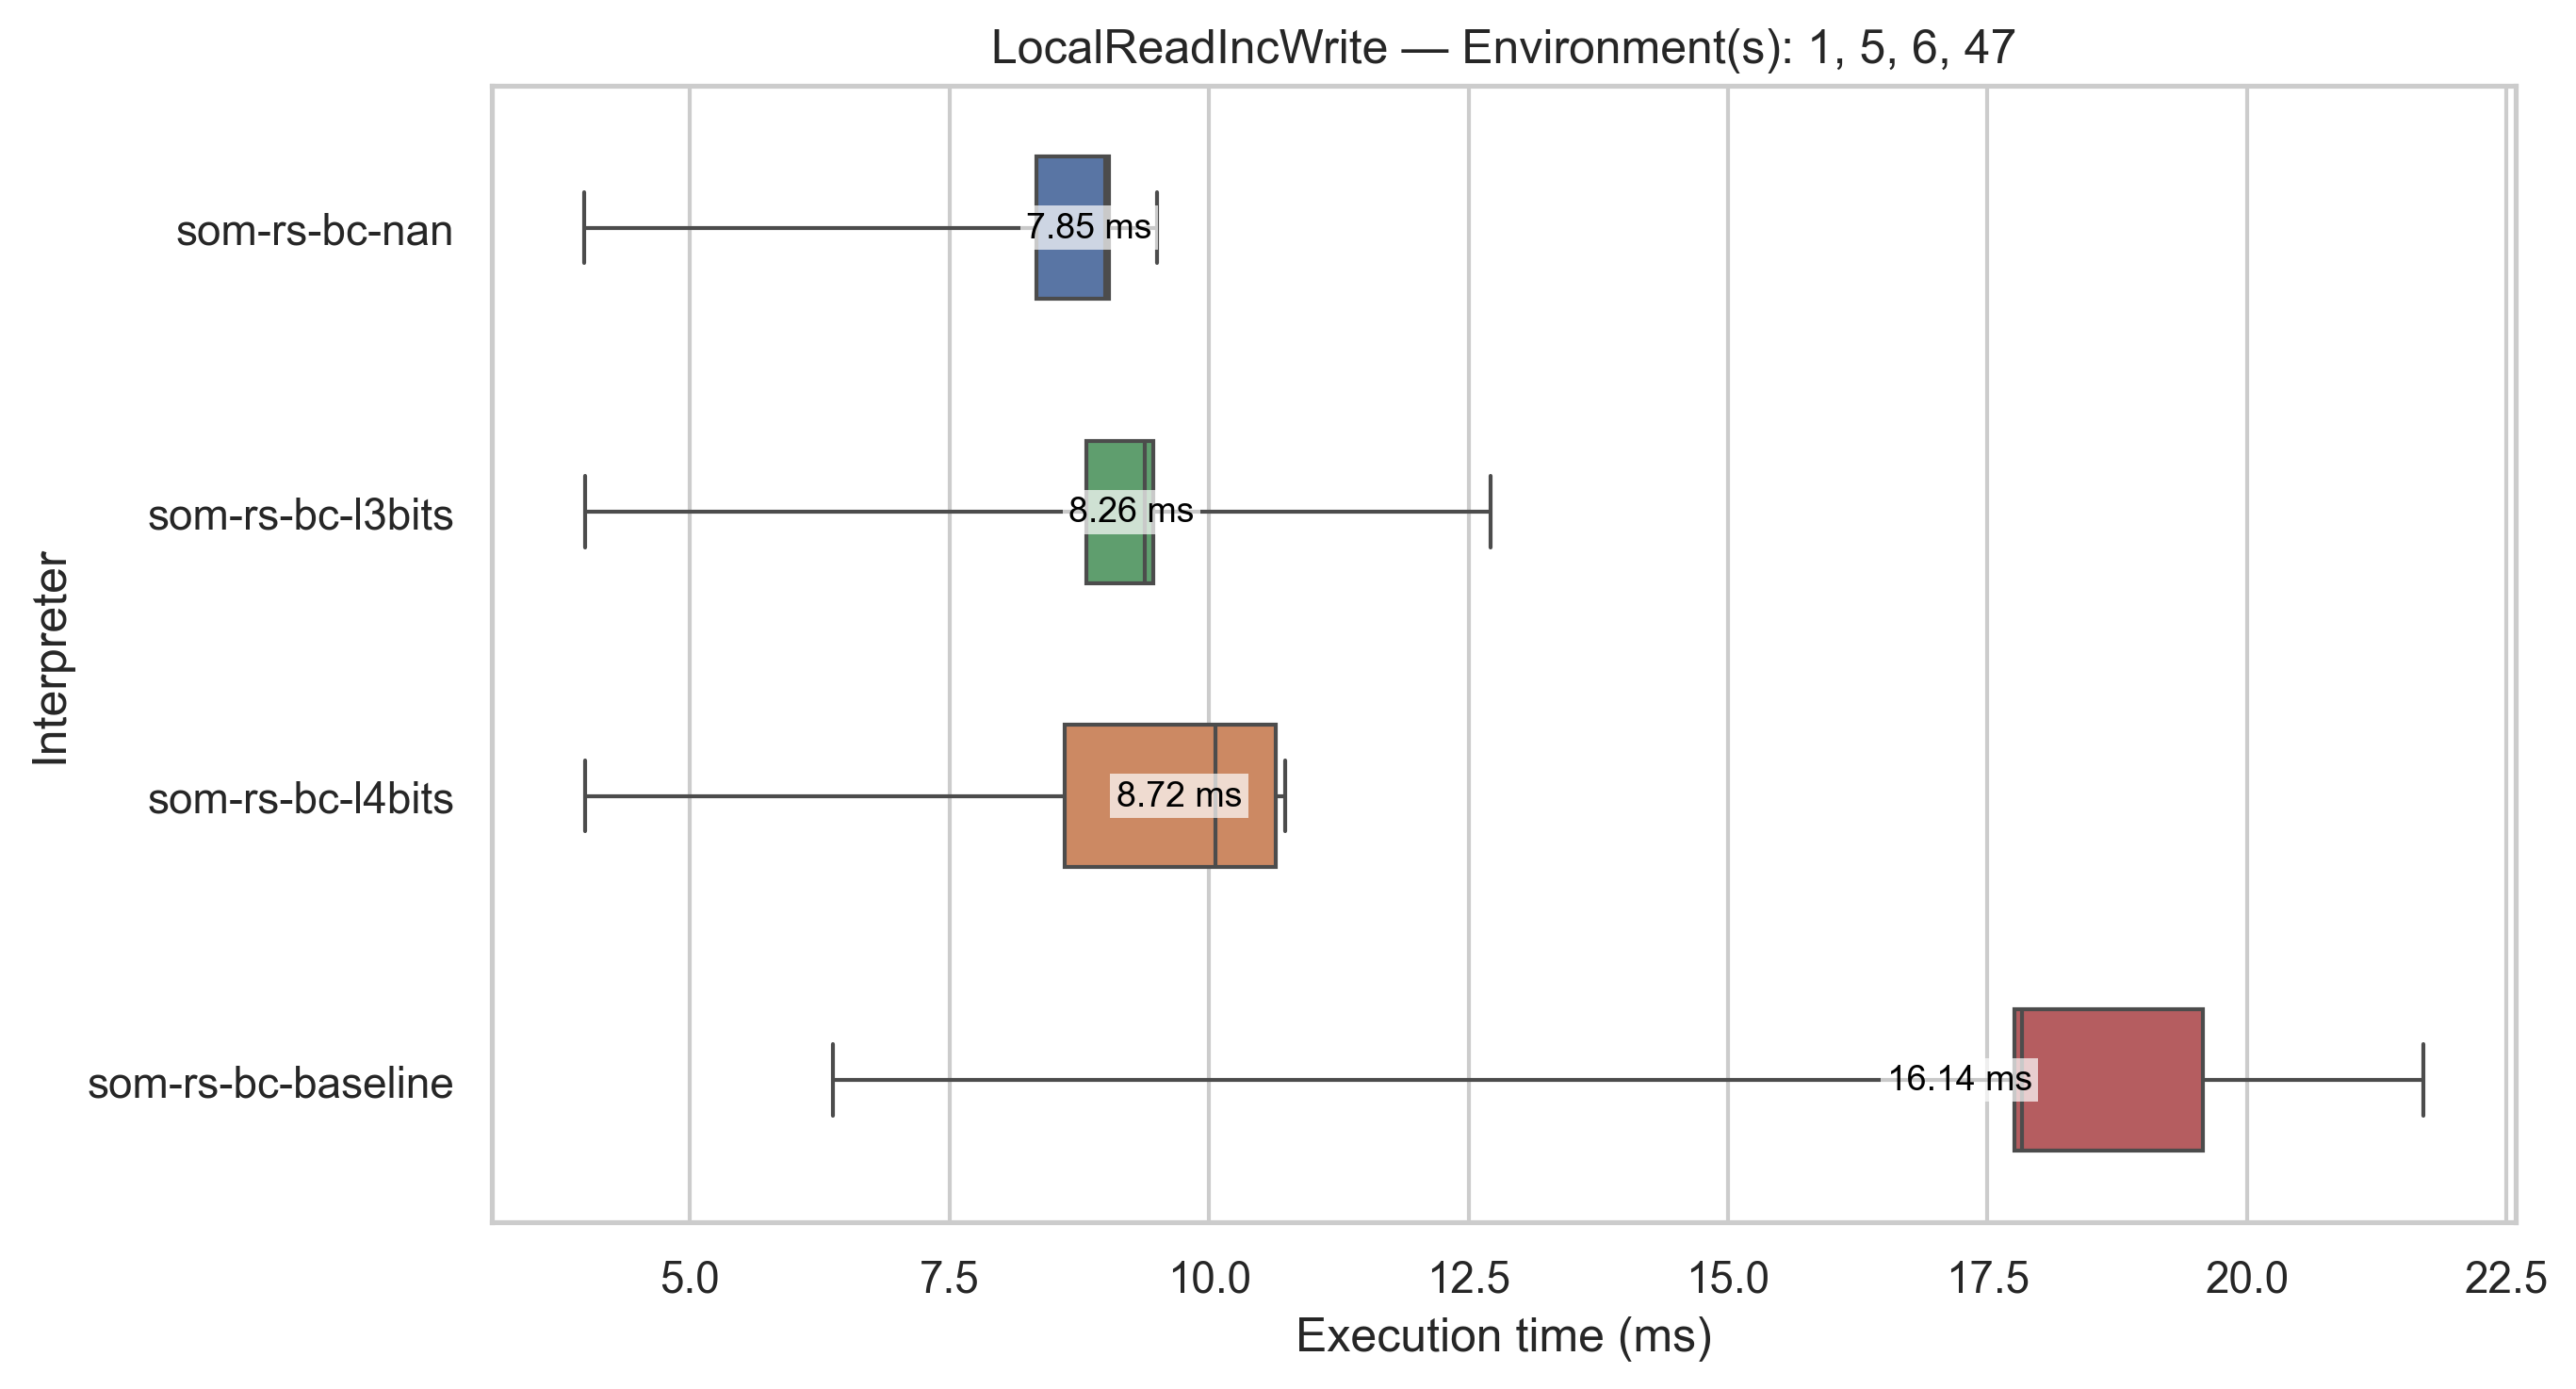 LocalReadIncWrite — Environment(s): 1, 5, 6, 47
Interpreter
som-rs-bc-nan
7.85 ms
som-rs-bc-l3bits
8.26 ms
som-rs-bc-l4bits
8.72 ms
som-rs-bc-baseline
16.14 ms
5.0 7.5 10.0 12.5 15.0 17.5 20.0 22.5
Execution time (ms)